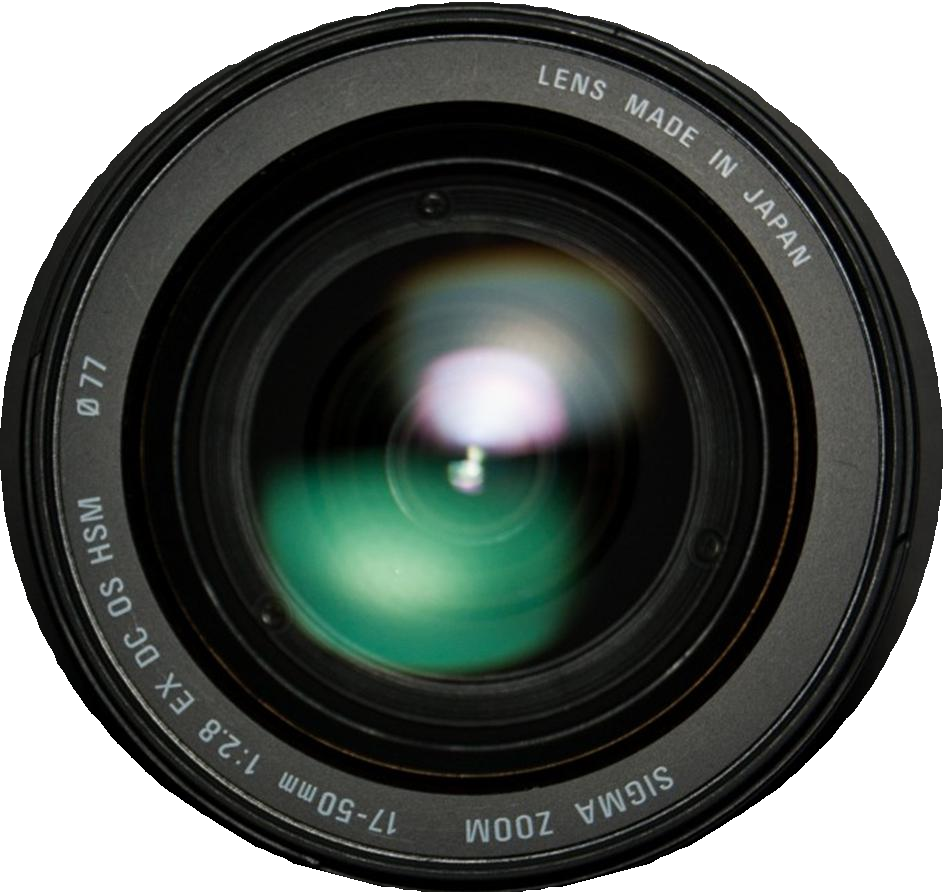 SIGMA ZOOM 17-50mm 1:2.8 EX DC OS HSM Ø77
LENS MADE IN JAPAN